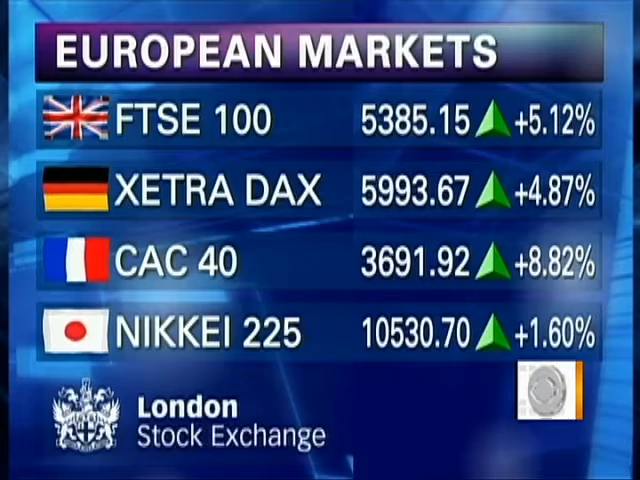 EUROPEAN MARKETS
FTSE 100 5385.15 +5.12%
XETRA DAX 5993.67 +4.87%
CAC 40 3691.92 +8.82%
NIKKEI 225 10530.70 +1.60%
London
Stock Exchange